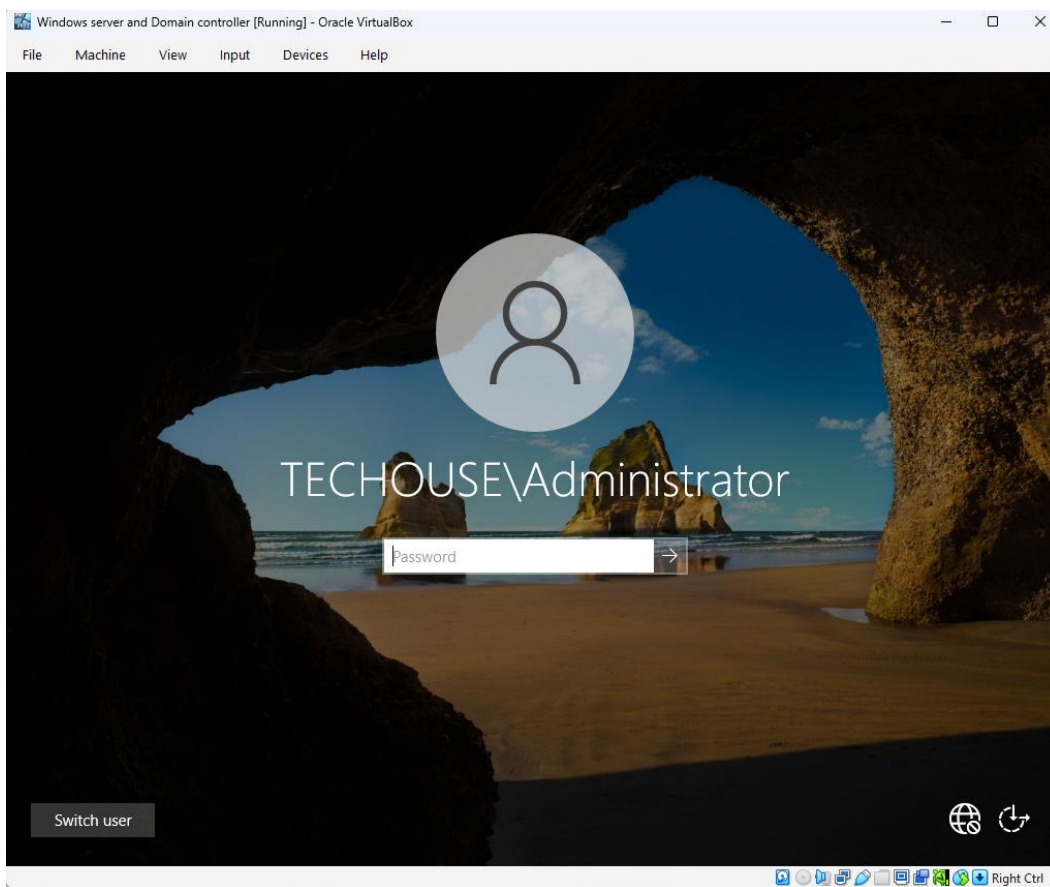 Windows server and Domain controller [Running] - Oracle VirtualBox
File Machine View Input Devices Help
TECHOUSE\Administrator
Password
Switch user
Right Ctrl